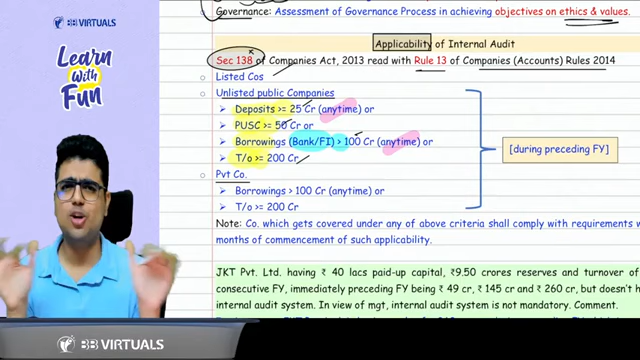 BB VIRTUALS
Learn
With
Fun
Governance: Assessment of Governance Process in achieving objectives on ethics & values.
Applicability of Internal Audit
Sec 138 of Companies Act, 2013 read with Rule 13 of Companies (Accounts) Rules 2014
Listed Cos
Unlisted public Companies
Deposits >= 25 Cr (anytime) or
PUSC >= 50 Cr or
Borrowings (Bank/FI) > 100 Cr (anytime) or
T/o >= 200 Cr
[during preceding FY]
Pvt Co.
Borrowings > 100 Cr (anytime) or
T/o >= 200 Cr
Note: Co. which gets covered under any of above criteria shall comply with requirements
months of commencement of such applicability.
JKT Pvt. Ltd. having ₹ 40 lacs paid-up capital, ₹9.50 crores reserves and turnover of
consecutive FY, immediately preceding FY being ₹ 49 cr, ₹ 145 cr and ₹ 260 cr, but doesn't
internal audit system. In view of mgt, internal audit system is not mandatory. Comment.
BB VIRTUALS